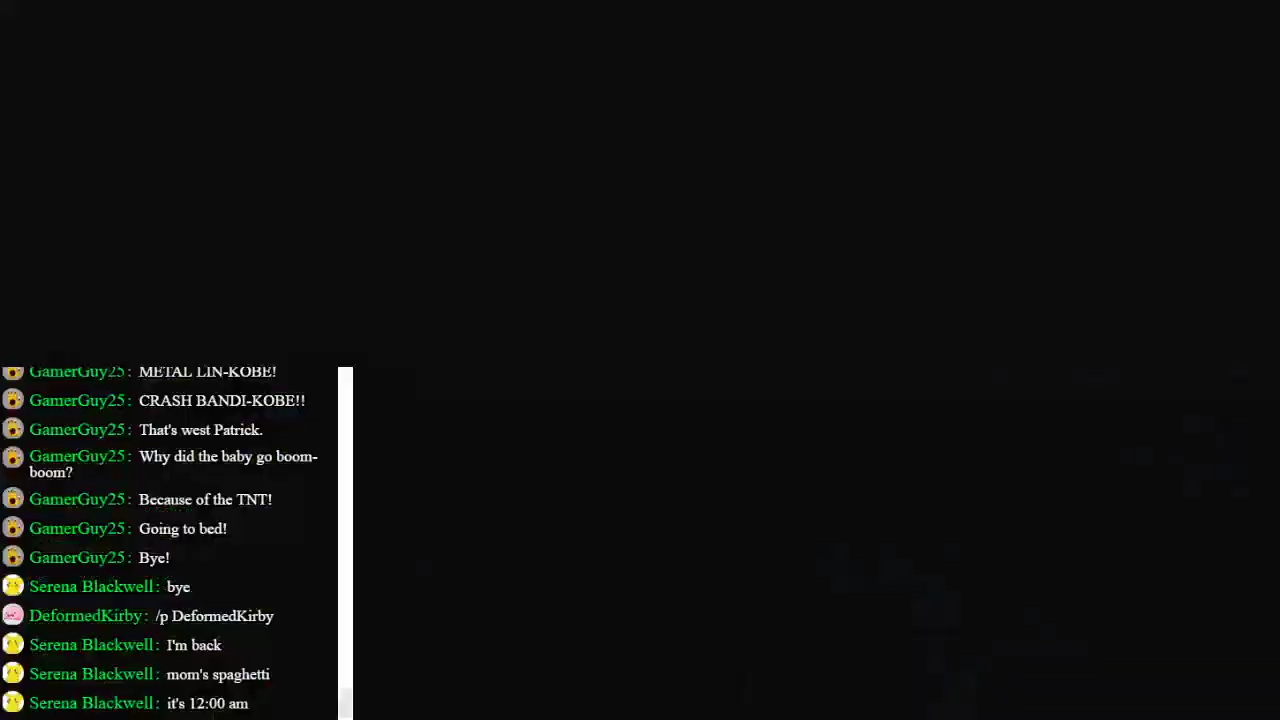 GamerGuy25: METAL LIN-KOBE!
GamerGuy25: CRASH BANDI-KOBE!!
GamerGuy25: That's west Patrick.
GamerGuy25: Why did the baby go boom-
boom?
GamerGuy25: Because of the TNT!
GamerGuy25: Going to bed!
GamerGuy25: Bye!
Serena Blackwell: bye
DeformedKirby: /p DeformedKirby
Serena Blackwell: I'm back
Serena Blackwell: mom's spaghetti
Serena Blackwell: it's 12:00 am